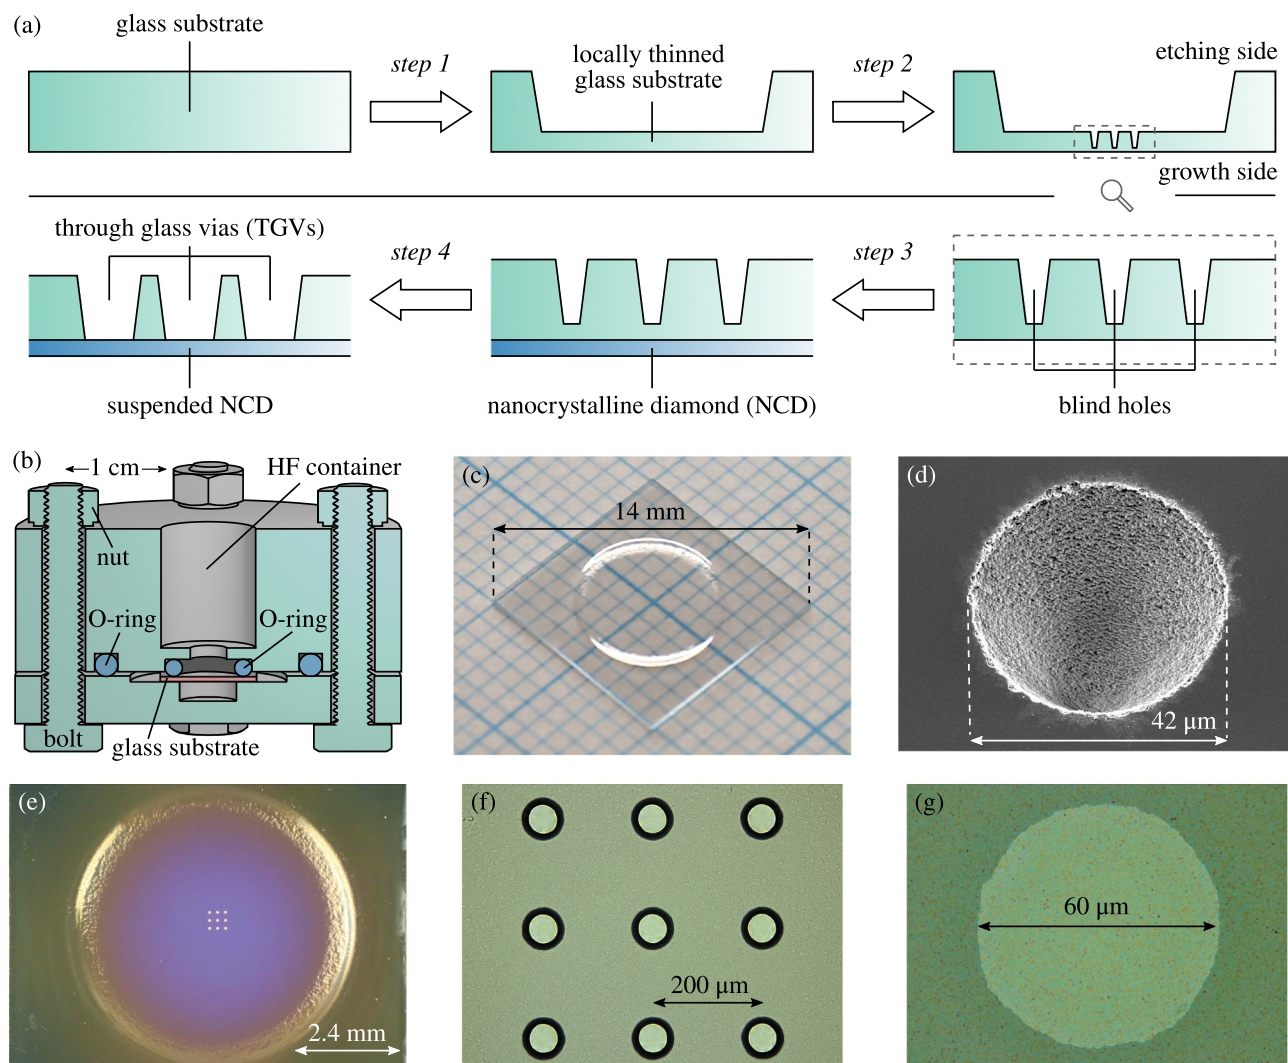 (a)
glass substrate
step 1
locally thinned
glass substrate
step 2
etching side
growth side
through glass vias (TGVs)
step 4
step 3
suspended NCD
nanocrystalline diamond (NCD)
blind holes
(b)
1 cm
HF container
nut
O-ring
O-ring
bolt
glass substrate
(c)
14 mm
(d)
42 μm
(e)
2.4 mm
(f)
200 μm
(g)
60 μm